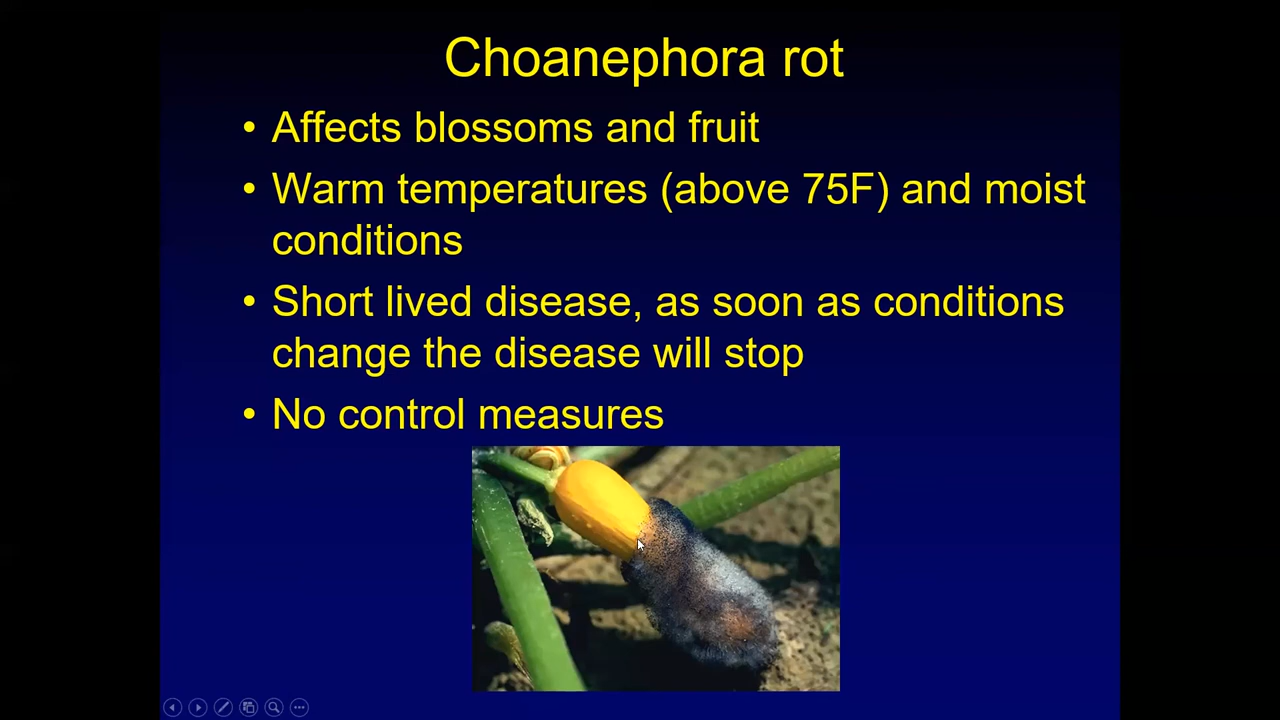 Choanephora rot
• Affects blossoms and fruit
• Warm temperatures (above 75F) and moist
conditions
• Short lived disease, as soon as conditions
change the disease will stop
• No control measures